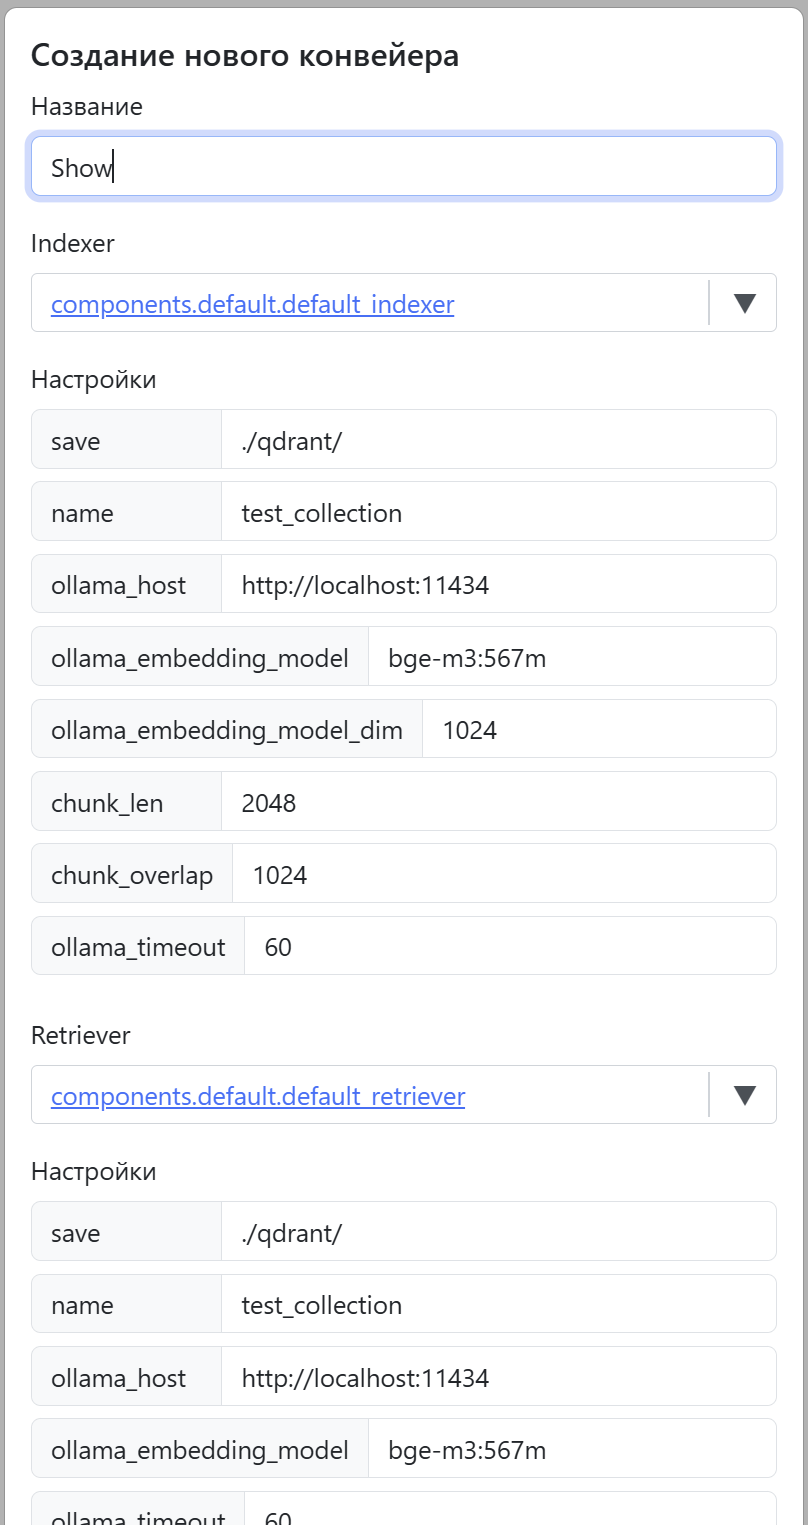 Создание нового конвейера
Название
Show
Indexer
components.default.default_indexer
Настройки
save ./qdrant/
name test_collection
ollama_host http://localhost:11434
ollama_embedding_model bge-m3:567m
ollama_embedding_model_dim 1024
chunk_len 2048
chunk_overlap 1024
ollama_timeout 60
Retriever
components.default.default_retriever
Настройки
save ./qdrant/
name test_collection
ollama_host http://localhost:11434
ollama_embedding_model bge-m3:567m
ollama_timeout 60